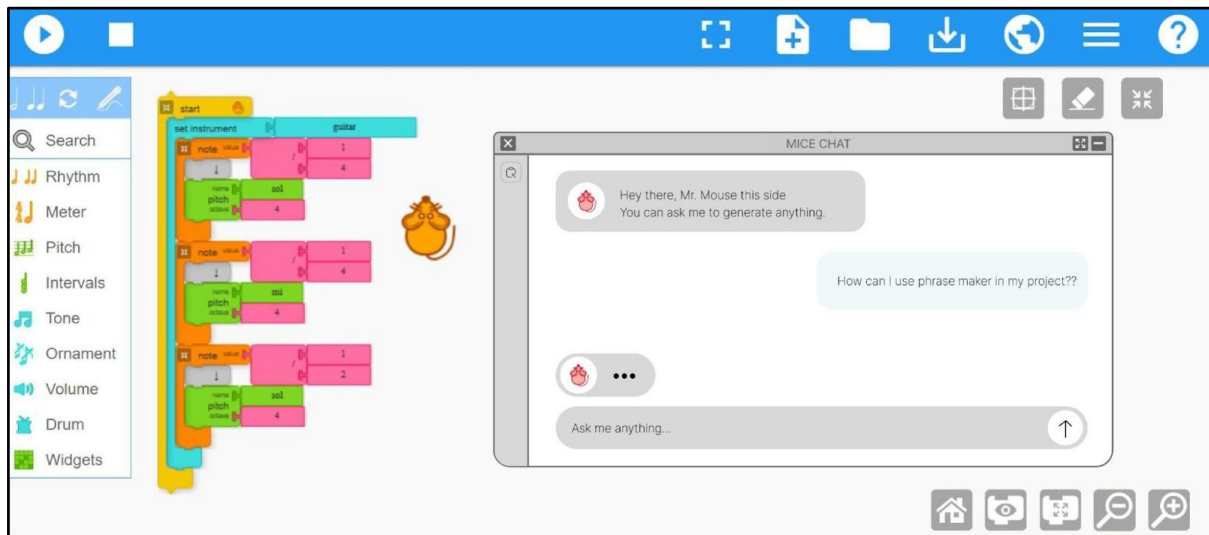 Search
Rhythm
Meter
Pitch
Intervals
Tone
Ornament
Volume
Drum
Widgets
start
set instrument guitar
note value 1
/
4
name sol
pitch
octave 4
note value 1
/
4
name mi
pitch
octave 4
note value 1
/
2
name sol
pitch
octave 4
MICE CHAT
Hey there, Mr. Mouse this side
You can ask me to generate anything.
How can I use phrase maker in my project??
•••
Ask me anything...